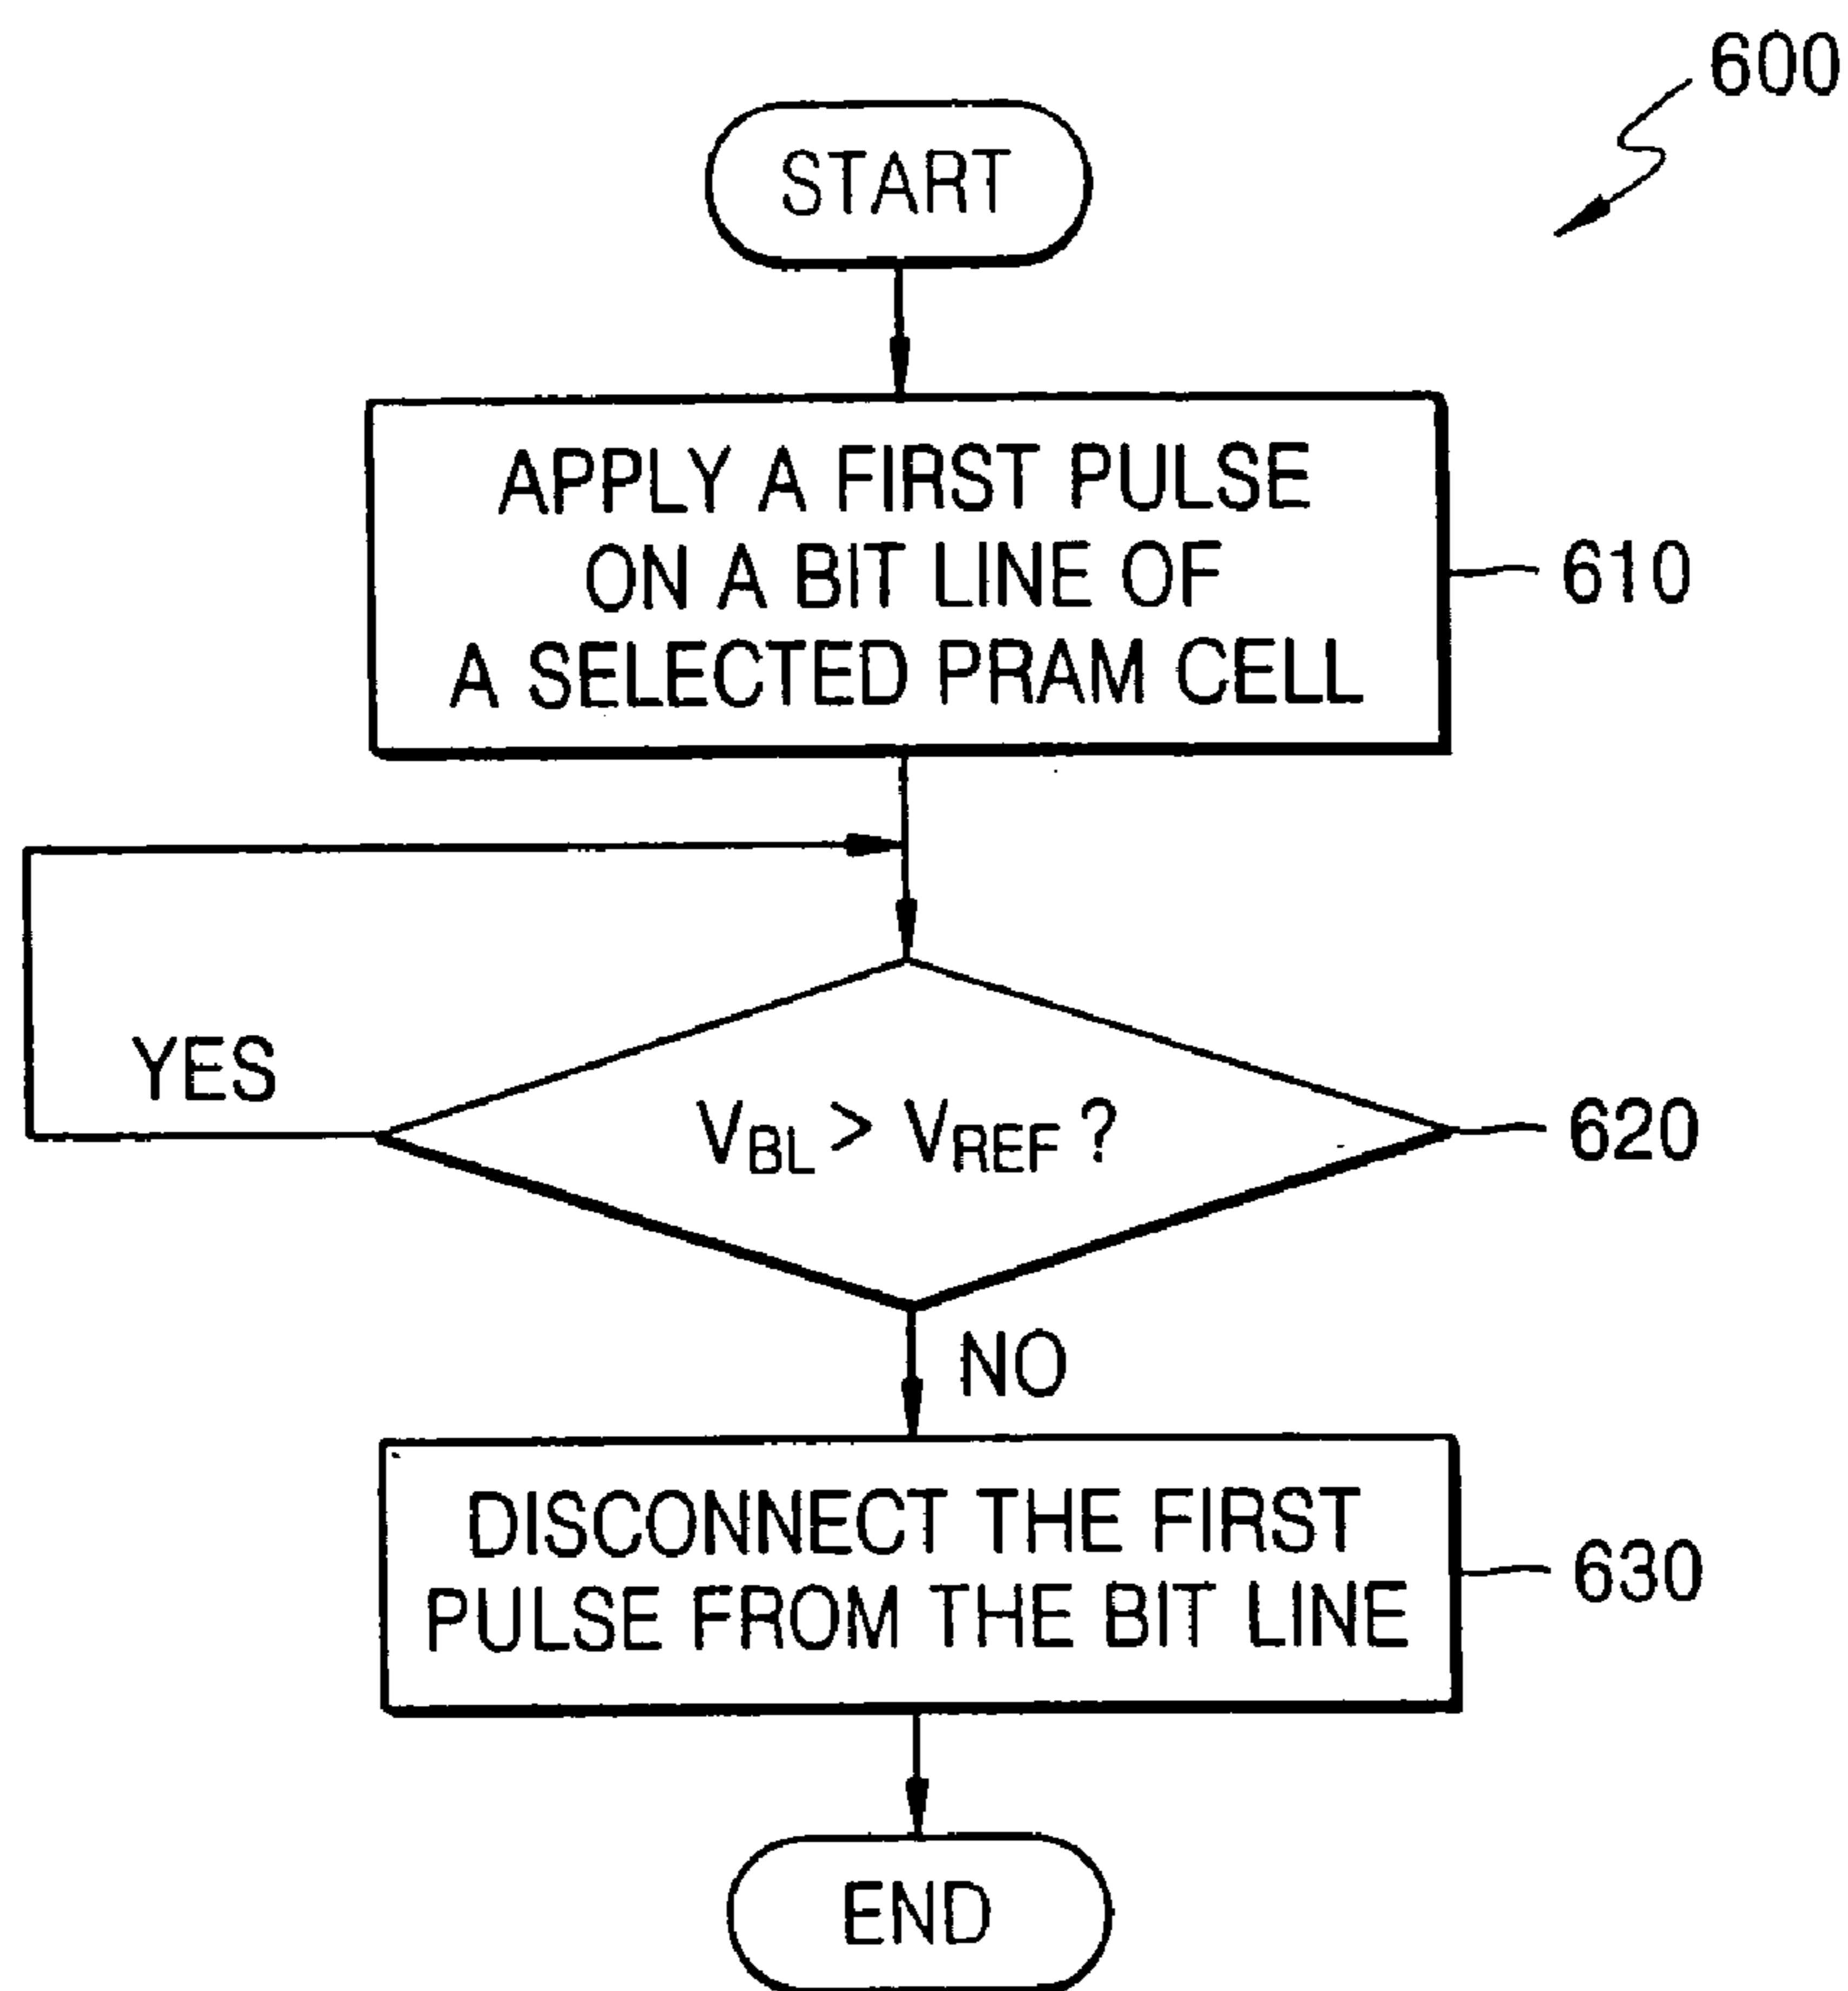 600
START
APPLY A FIRST PULSE
ON A BIT LINE OF
A SELECTED PRAM CELL
610
YES
VBL > VREF ?
620
NO
DISCONNECT THE FIRST
PULSE FROM THE BIT LINE
630
END